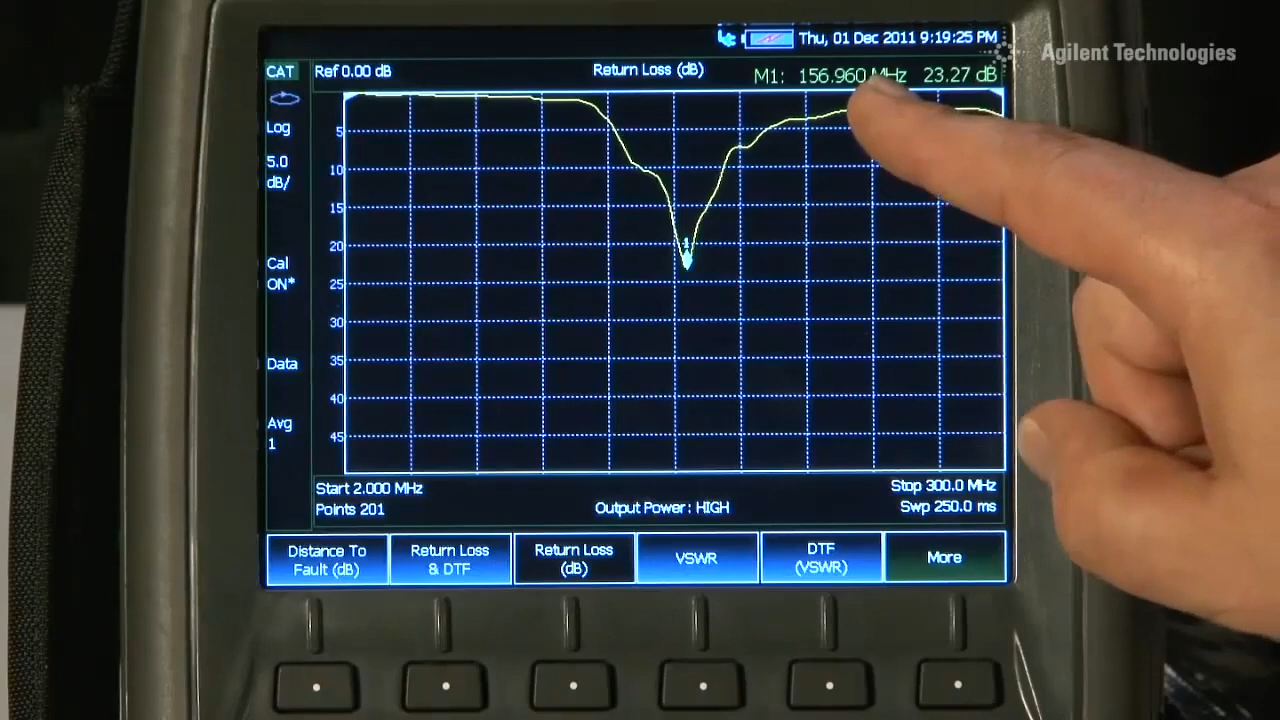 Thu, 01 Dec 2011 9:19:25 PM
Agilent Technologies
CAT
Ref 0.00 dB
Return Loss (dB)
M1: 156.960 MHz 23.27 dB
Log
5.0
dB/
Cal
ON*
Data
Avg
1
5
10
15
20
25
30
35
40
45
1
Start 2.000 MHz
Stop 300.0 MHz
Points 201
Output Power: HIGH
Swp 250.0 ms
Distance To
Fault (dB)
Return Loss
& DTF
Return Loss
(dB)
VSWR
DTF
(VSWR)
More